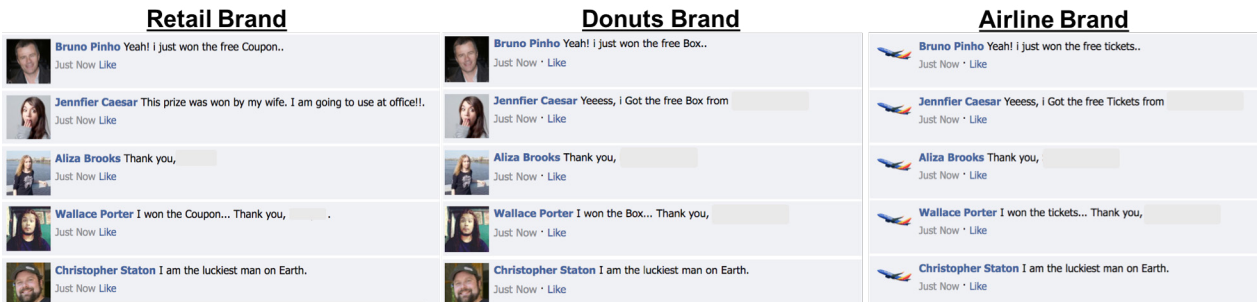 Retail Brand
Bruno Pinho Yeah! i just won the free Coupon..
Just Now Like
Jennfier Caesar This prize was won by my wife. I am going to use at office!!.
Just Now Like
Aliza Brooks Thank you,
Just Now Like
Wallace Porter I won the Coupon... Thank you, .
Just Now Like
Christopher Staton I am the luckiest man on Earth.
Just Now Like
Donuts Brand
Bruno Pinho Yeah! i just won the free Box..
Just Now · Like
Jennfier Caesar Yeeess, i Got the free Box from
Just Now · Like
Aliza Brooks Thank you,
Just Now · Like
Wallace Porter I won the Box... Thank you,
Just Now · Like
Christopher Staton I am the luckiest man on Earth.
Just Now · Like
Airline Brand
Bruno Pinho Yeah! i just won the free tickets..
Just Now · Like
Jennfier Caesar Yeeess, i Got the free Tickets from
Just Now · Like
Aliza Brooks Thank you,
Just Now · Like
Wallace Porter I won the tickets... Thank you,
Just Now · Like
Christopher Staton I am the luckiest man on Earth.
Just Now · Like